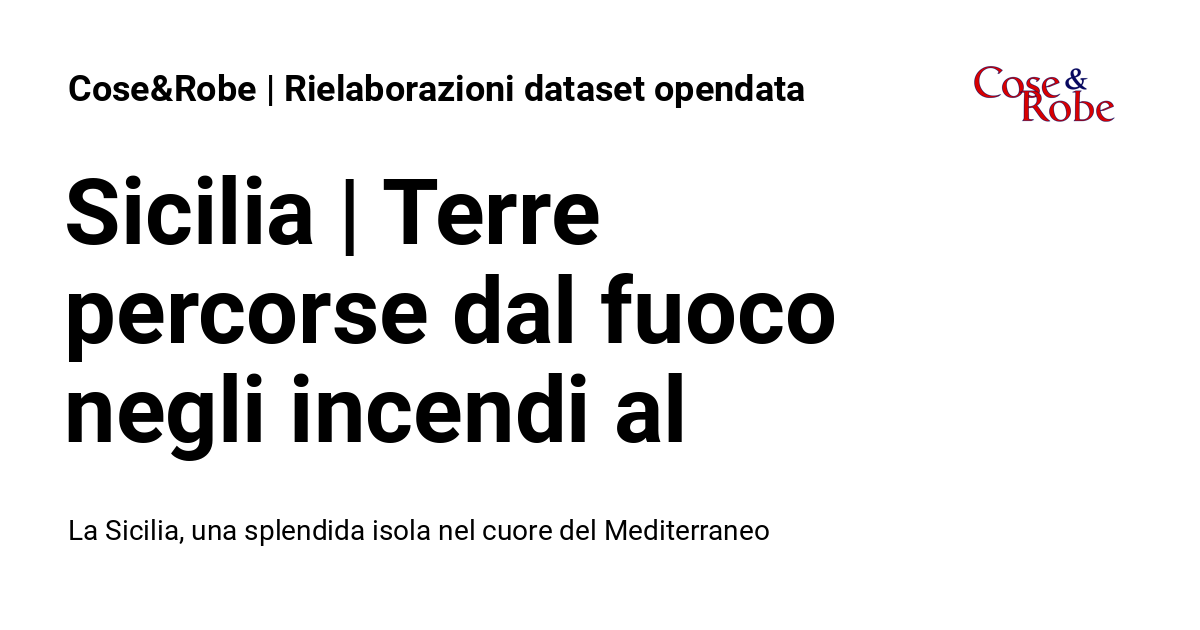 Cose&Robe | Rielaborazioni dataset opendata
Cose &
Robe
Sicilia | Terre
percorse dal fuoco
negli incendi al
La Sicilia, una splendida isola nel cuore del Mediterraneo